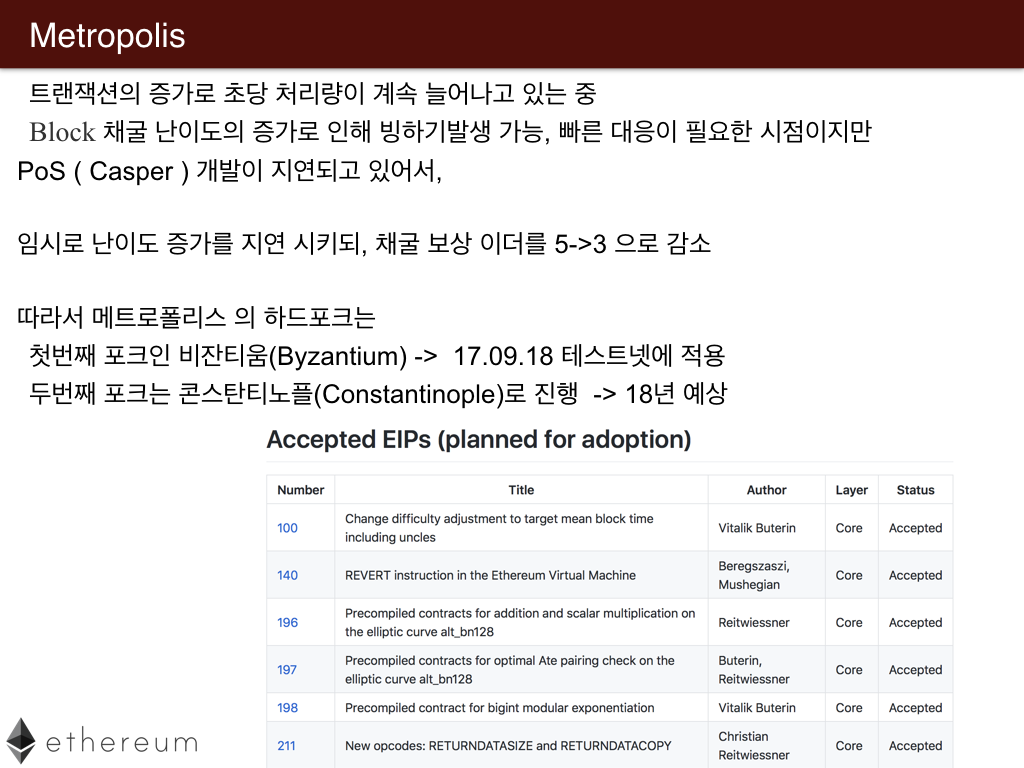 Metropolis
트랜잭션의 증가로 초당 처리량이 계속 늘어나고 있는 중
Block 채굴 난이도의 증가로 인해 빙하기발생 가능, 빠른 대응이 필요한 시점이지만
PoS ( Casper ) 개발이 지연되고 있어서,
임시로 난이도 증가를 지연 시키되, 채굴 보상 이더를 5->3 으로 감소
따라서 메트로폴리스 의 하드포크는
첫번째 포크인 비잔티움(Byzantium) -> 17.09.18 테스트넷에 적용
두번째 포크는 콘스탄티노플(Constantinople)로 진행 -> 18년 예상
Accepted EIPs (planned for adoption)
Number Title Author Layer Status
100 Change difficulty adjustment to target mean block time including uncles Vitalik Buterin Core Accepted
140 REVERT instruction in the Ethereum Virtual Machine Beregszaszi, Mushegian Core Accepted
196 Precompiled contracts for addition and scalar multiplication on the elliptic curve alt_bn128 Reitwiessner Core Accepted
197 Precompiled contracts for optimal Ate pairing check on the elliptic curve alt_bn128 Buterin, Reitwiessner Core Accepted
198 Precompiled contract for bigint modular exponentiation Vitalik Buterin Core Accepted
211 New opcodes: RETURNDATASIZE and RETURNDATACOPY Christian Reitwiessner Core Accepted
ethereum